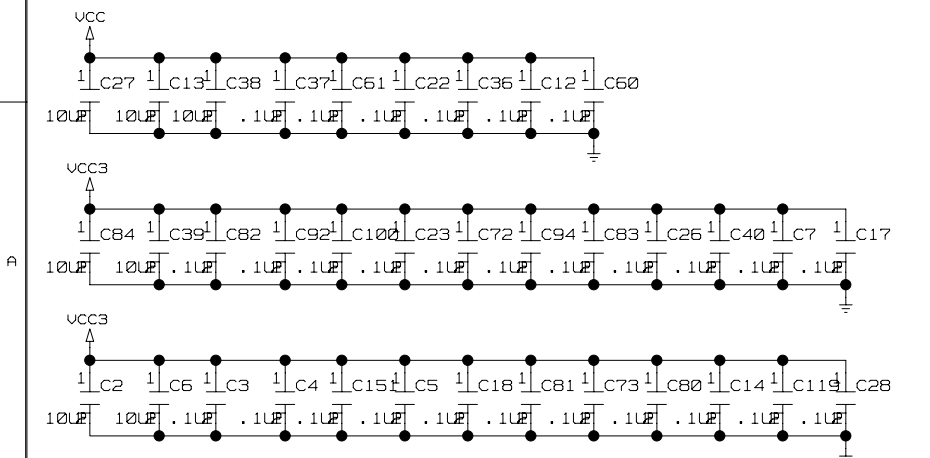 VCC
1 C27 1 C13 1 C38 1 C37 1 C61 1 C22 1 C36 1 C12 1 C60
10UF 10UF 10UF .1UF .1UF .1UF .1UF .1UF .1UF
VCC3
1 C84 1 C39 1 C82 1 C92 1 C100 1 C23 1 C72 1 C94 1 C83 1 C26 1 C40 1 C7 1 C17
10UF 10UF .1UF .1UF .1UF .1UF .1UF .1UF .1UF .1UF .1UF .1UF .1UF
A
VCC3
1 C2 1 C6 1 C3 1 C4 1 C151 1 C5 1 C18 1 C81 1 C73 1 C80 1 C14 1 C119 1 C28
10UF 10UF .1UF .1UF .1UF .1UF .1UF .1UF .1UF .1UF .1UF .1UF .1UF